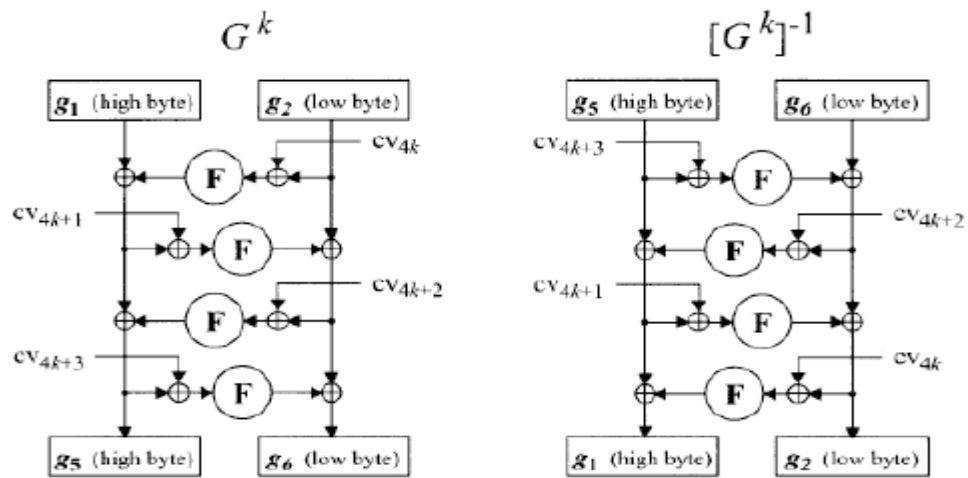 G^k [G^k]^-1
g1 (high byte) g2 (low byte) g5 (high byte) g6 (low byte)
cv4k cv4k+3
F F
cv4k+1 cv4k+2
F F
cv4k+2 cv4k+1
F F
cv4k+3 cv4k
F F
g5 (high byte) g6 (low byte) g1 (high byte) g2 (low byte)